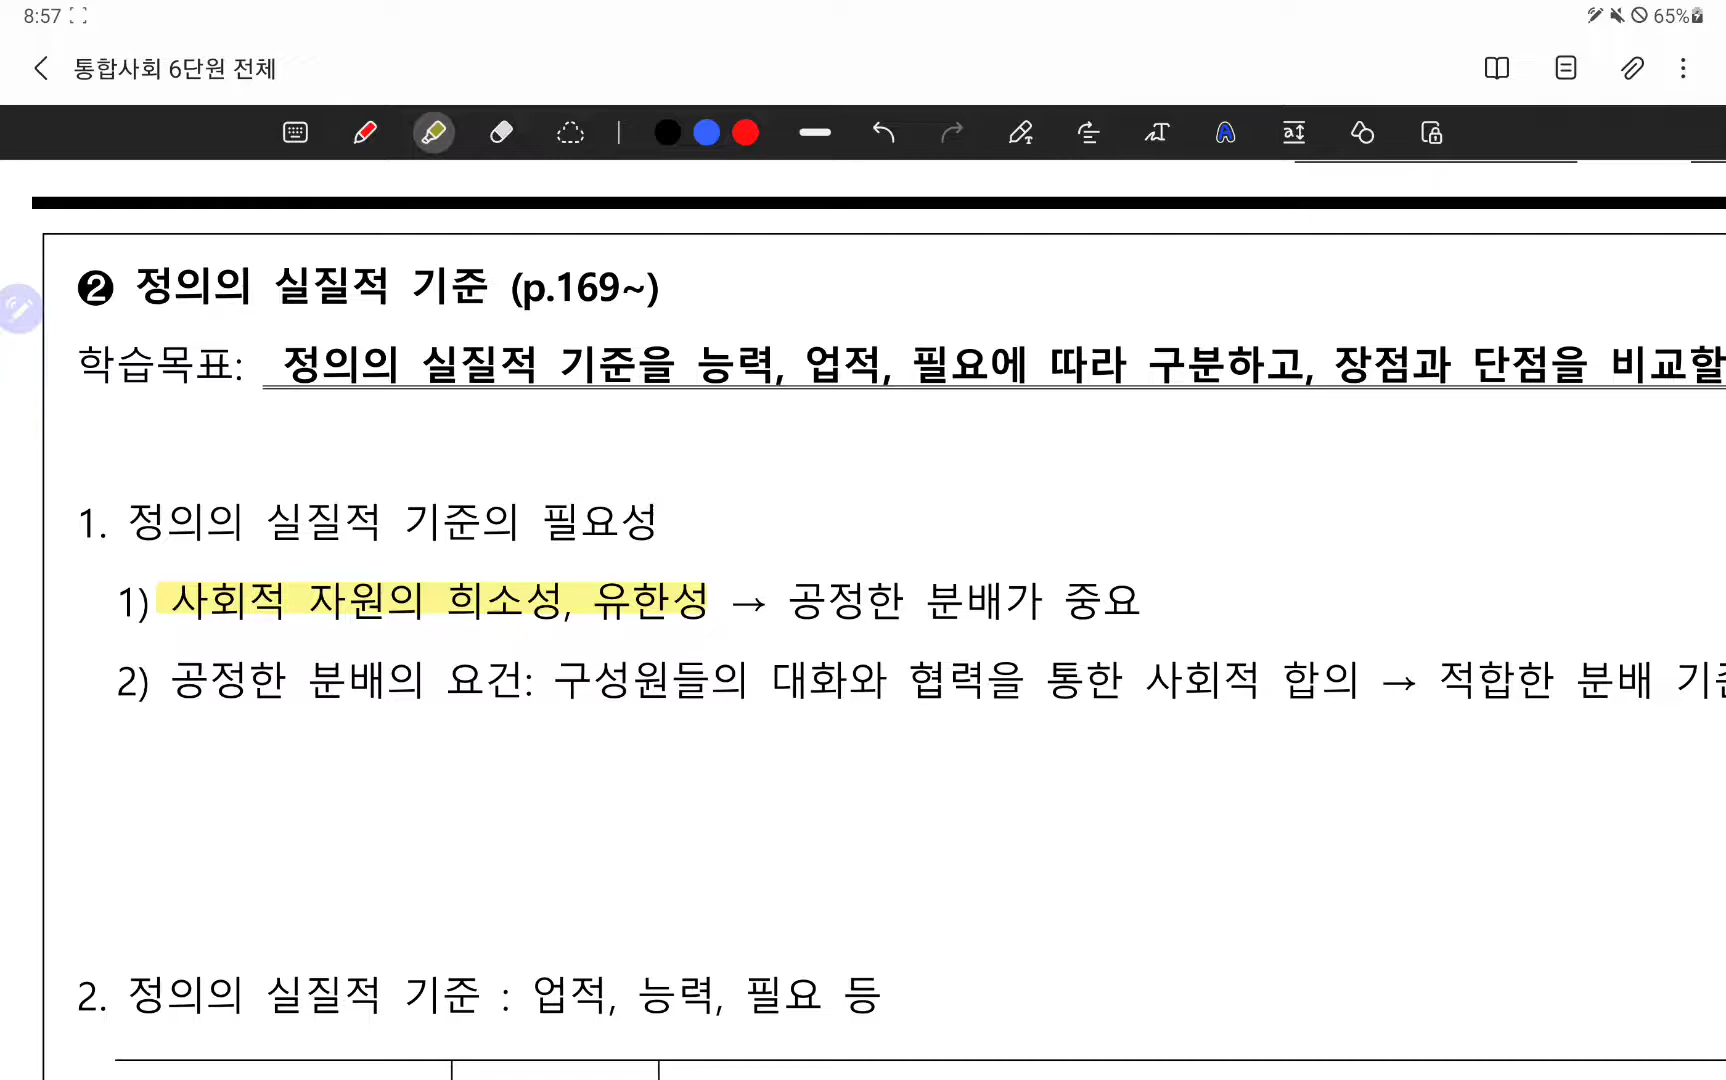 8:57 65%
통합사회 6단원 전체
❷ 정의의 실질적 기준 (p.169~)
학습목표: 정의의 실질적 기준을 능력, 업적, 필요에 따라 구분하고, 장점과 단점을 비교할
1. 정의의 실질적 기준의 필요성
1) 사회적 자원의 희소성, 유한성 → 공정한 분배가 중요
2) 공정한 분배의 요건: 구성원들의 대화와 협력을 통한 사회적 합의 → 적합한 분배
2. 정의의 실질적 기준 : 업적, 능력, 필요 등